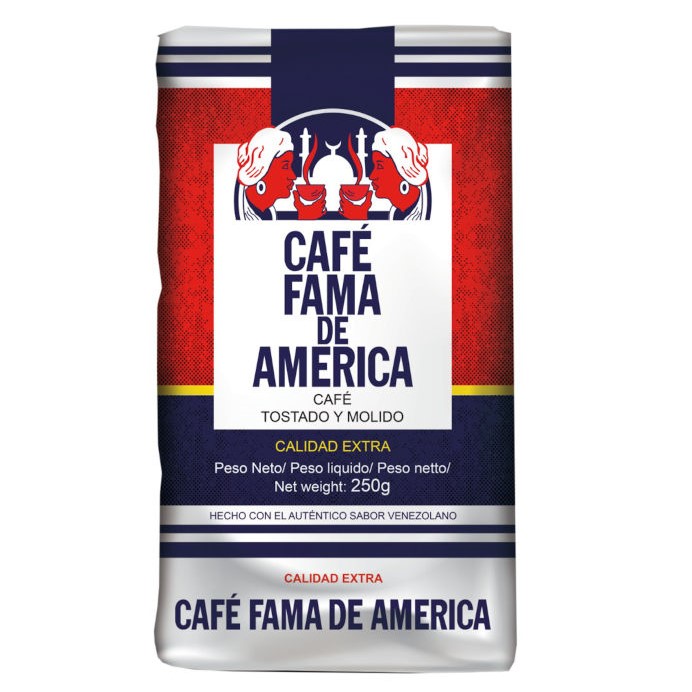 CAFÉ
FAMA
DE
AMERICA
CAFÉ
TOSTADO Y MOLIDO
CALIDAD EXTRA
Peso Neto/ Peso liquido/ Peso netto/
Net weight: 250g
HECHO CON EL AUTÉNTICO SABOR VENEZOLANO
CALIDAD EXTRA
CAFÉ FAMA DE AMERICA